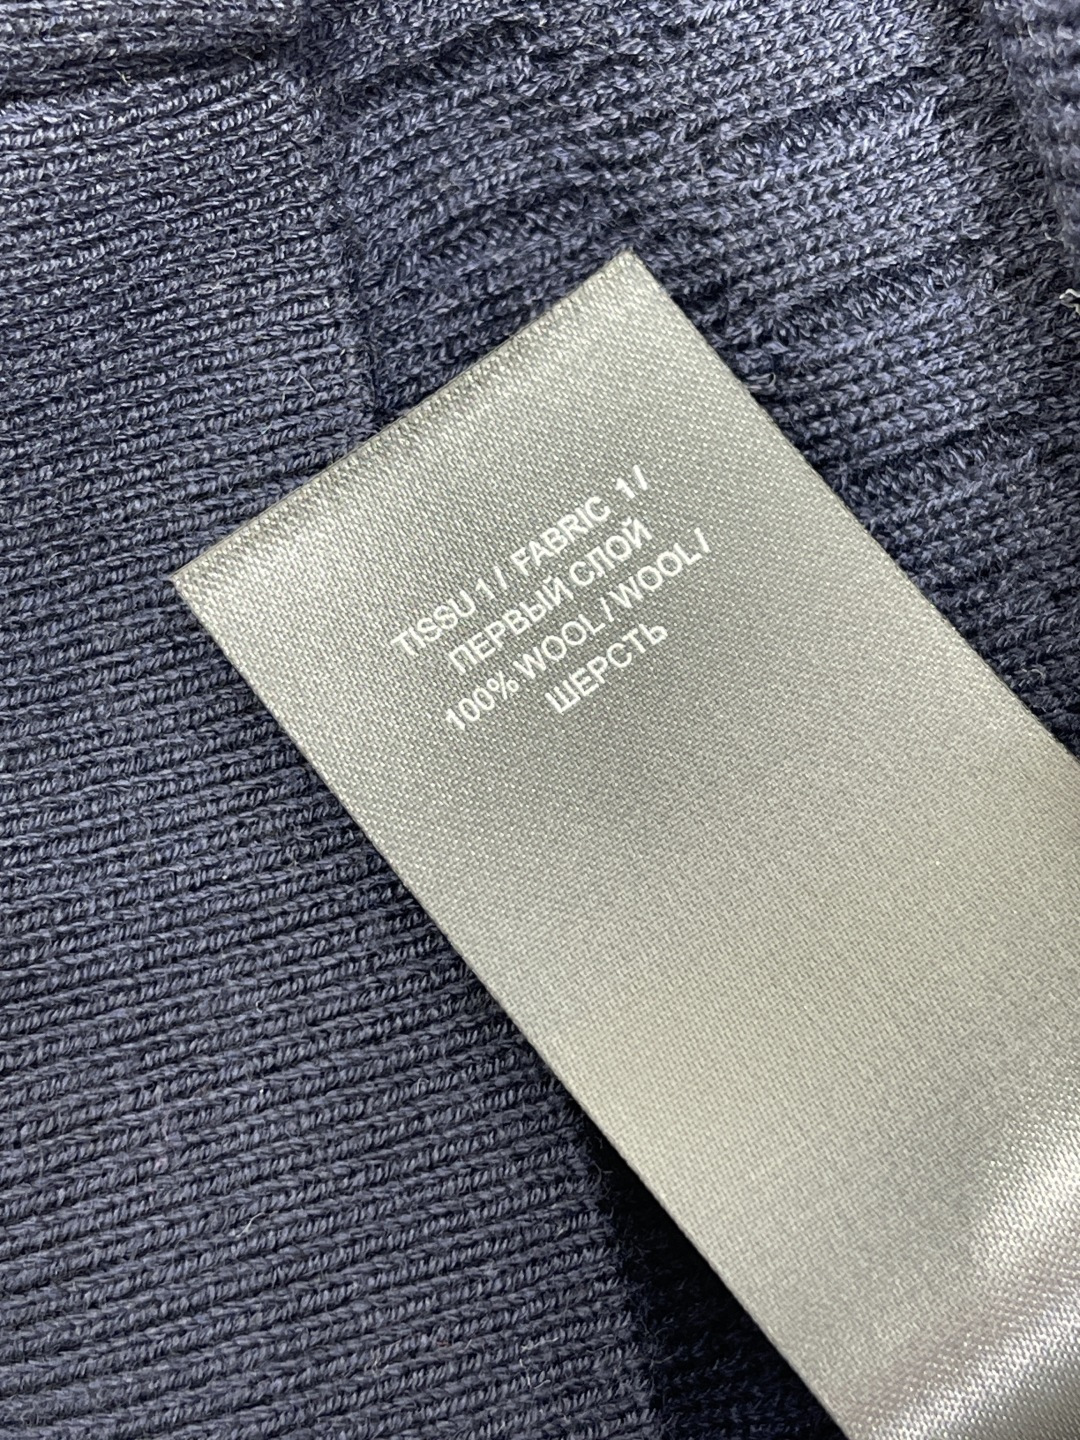 TISSU 1 / FABRIC 1 /
ПЕРВЫЙ СЛОЙ
100% WOOL / WOOL /
ШЕРСТЬ